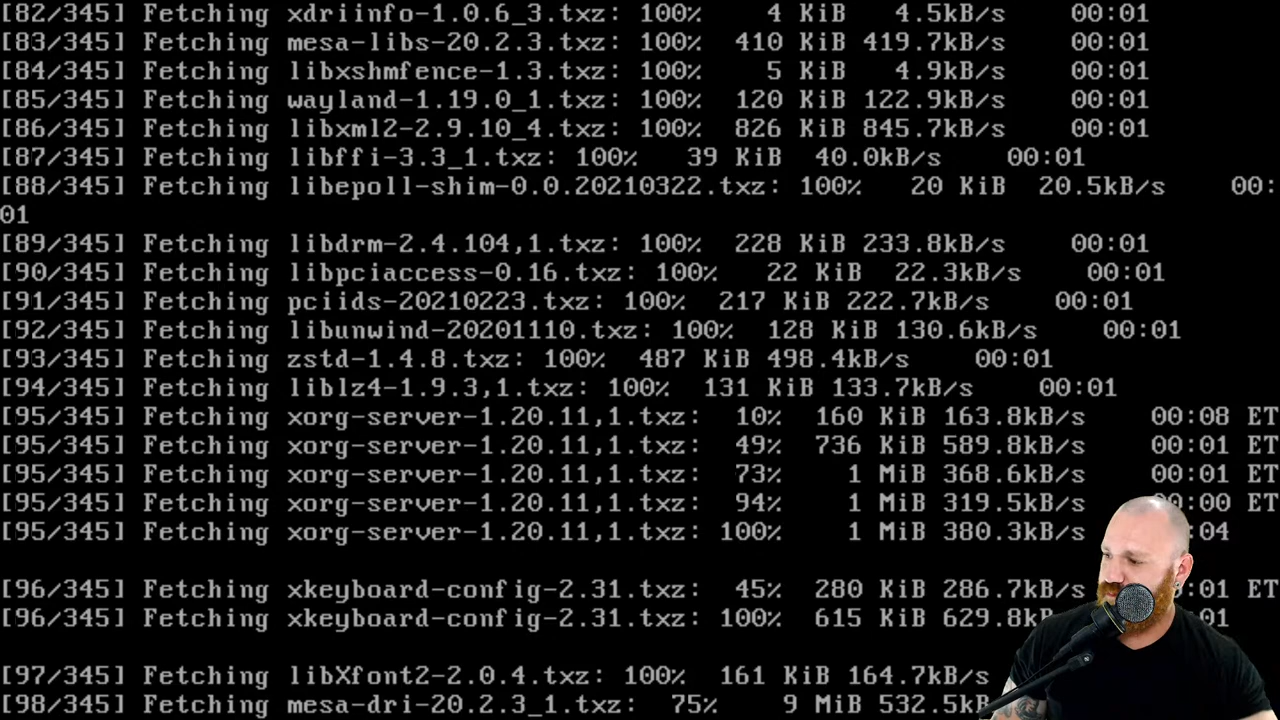 [82/345] Fetching xdriinfo-1.0.6_3.txz: 100% 4 KiB 4.5kB/s 00:01
[83/345] Fetching mesa-libs-20.2.3.txz: 100% 410 KiB 419.7kB/s 00:01
[84/345] Fetching libxshmfence-1.3.txz: 100% 5 KiB 4.9kB/s 00:01
[85/345] Fetching wayland-1.19.0_1.txz: 100% 120 KiB 122.9kB/s 00:01
[86/345] Fetching libxml2-2.9.10_4.txz: 100% 826 KiB 845.7kB/s 00:01
[87/345] Fetching libffi-3.3_1.txz: 100% 39 KiB 40.0kB/s 00:01
[88/345] Fetching libepoll-shim-0.0.20210322.txz: 100% 20 KiB 20.5kB/s 00:
01
[89/345] Fetching libdrm-2.4.104,1.txz: 100% 228 KiB 233.8kB/s 00:01
[90/345] Fetching libpciaccess-0.16.txz: 100% 22 KiB 22.3kB/s 00:01
[91/345] Fetching pciids-20210223.txz: 100% 217 KiB 222.7kB/s 00:01
[92/345] Fetching libunwind-20201110.txz: 100% 128 KiB 130.6kB/s 00:01
[93/345] Fetching zstd-1.4.8.txz: 100% 487 KiB 498.4kB/s 00:01
[94/345] Fetching liblz4-1.9.3,1.txz: 100% 131 KiB 133.7kB/s 00:01
[95/345] Fetching xorg-server-1.20.11,1.txz: 10% 160 KiB 163.8kB/s 00:08 ET
[95/345] Fetching xorg-server-1.20.11,1.txz: 49% 736 KiB 589.8kB/s 00:01 ET
[95/345] Fetching xorg-server-1.20.11,1.txz: 73% 1 MiB 368.6kB/s 00:01 ET
[95/345] Fetching xorg-server-1.20.11,1.txz: 94% 1 MiB 319.5kB/s 00:00 ET
[95/345] Fetching xorg-server-1.20.11,1.txz: 100% 1 MiB 380.3kB/s :04
[96/345] Fetching xkeyboard-config-2.31.txz: 45% 280 KiB 286.7kB/s :01 ET
[96/345] Fetching xkeyboard-config-2.31.txz: 100% 615 KiB 629.8kB/s 01
[97/345] Fetching libXfont2-2.0.4.txz: 100% 161 KiB 164.7kB/s
[98/345] Fetching mesa-dri-20.2.3_1.txz: 75% 9 MiB 532.5kB